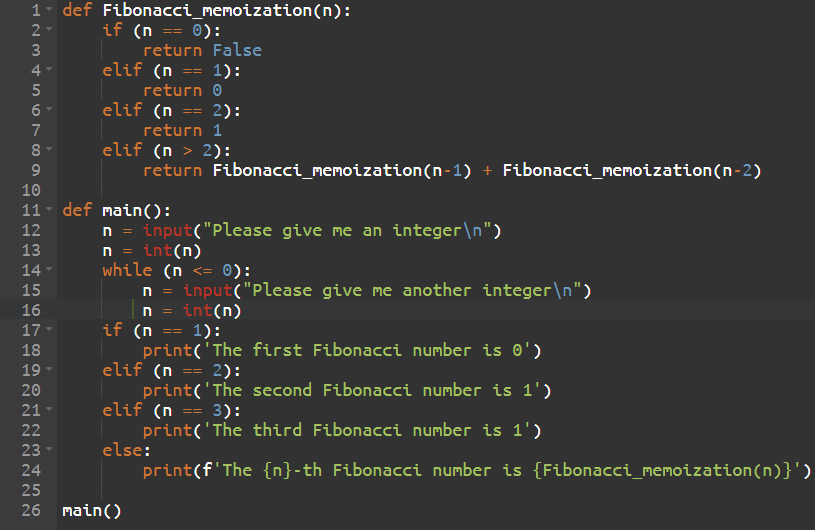 1 def Fibonacci_memoization(n):
2     if (n == 0):
3         return False
4     elif (n == 1):
5         return 0
6     elif (n == 2):
7         return 1
8     elif (n > 2):
9         return Fibonacci_memoization(n-1) + Fibonacci_memoization(n-2)
10
11 def main():
12     n = input("Please give me an integer\n")
13     n = int(n)
14     while (n <= 0):
15         n = input("Please give me another integer\n")
16         n = int(n)
17     if (n == 1):
18         print('The first Fibonacci number is 0')
19     elif (n == 2):
20         print('The second Fibonacci number is 1')
21     elif (n == 3):
22         print('The third Fibonacci number is 1')
23     else:
24         print(f'The {n}-th Fibonacci number is {Fibonacci_memoization(n)}')
25
26 main()